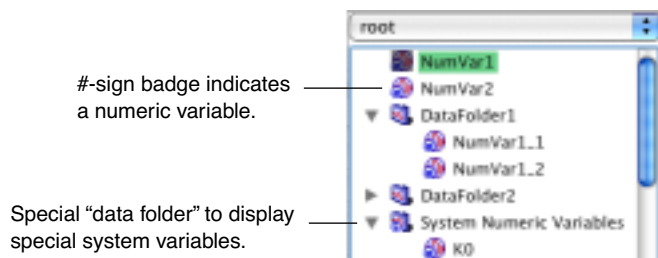 root
NumVar1
#-sign badge indicates
a numeric variable.
NumVar2
DataFolder1
NumVar1_1
NumVar1_2
DataFolder2
Special “data folder” to display
special system variables.
System Numeric Variables
K0